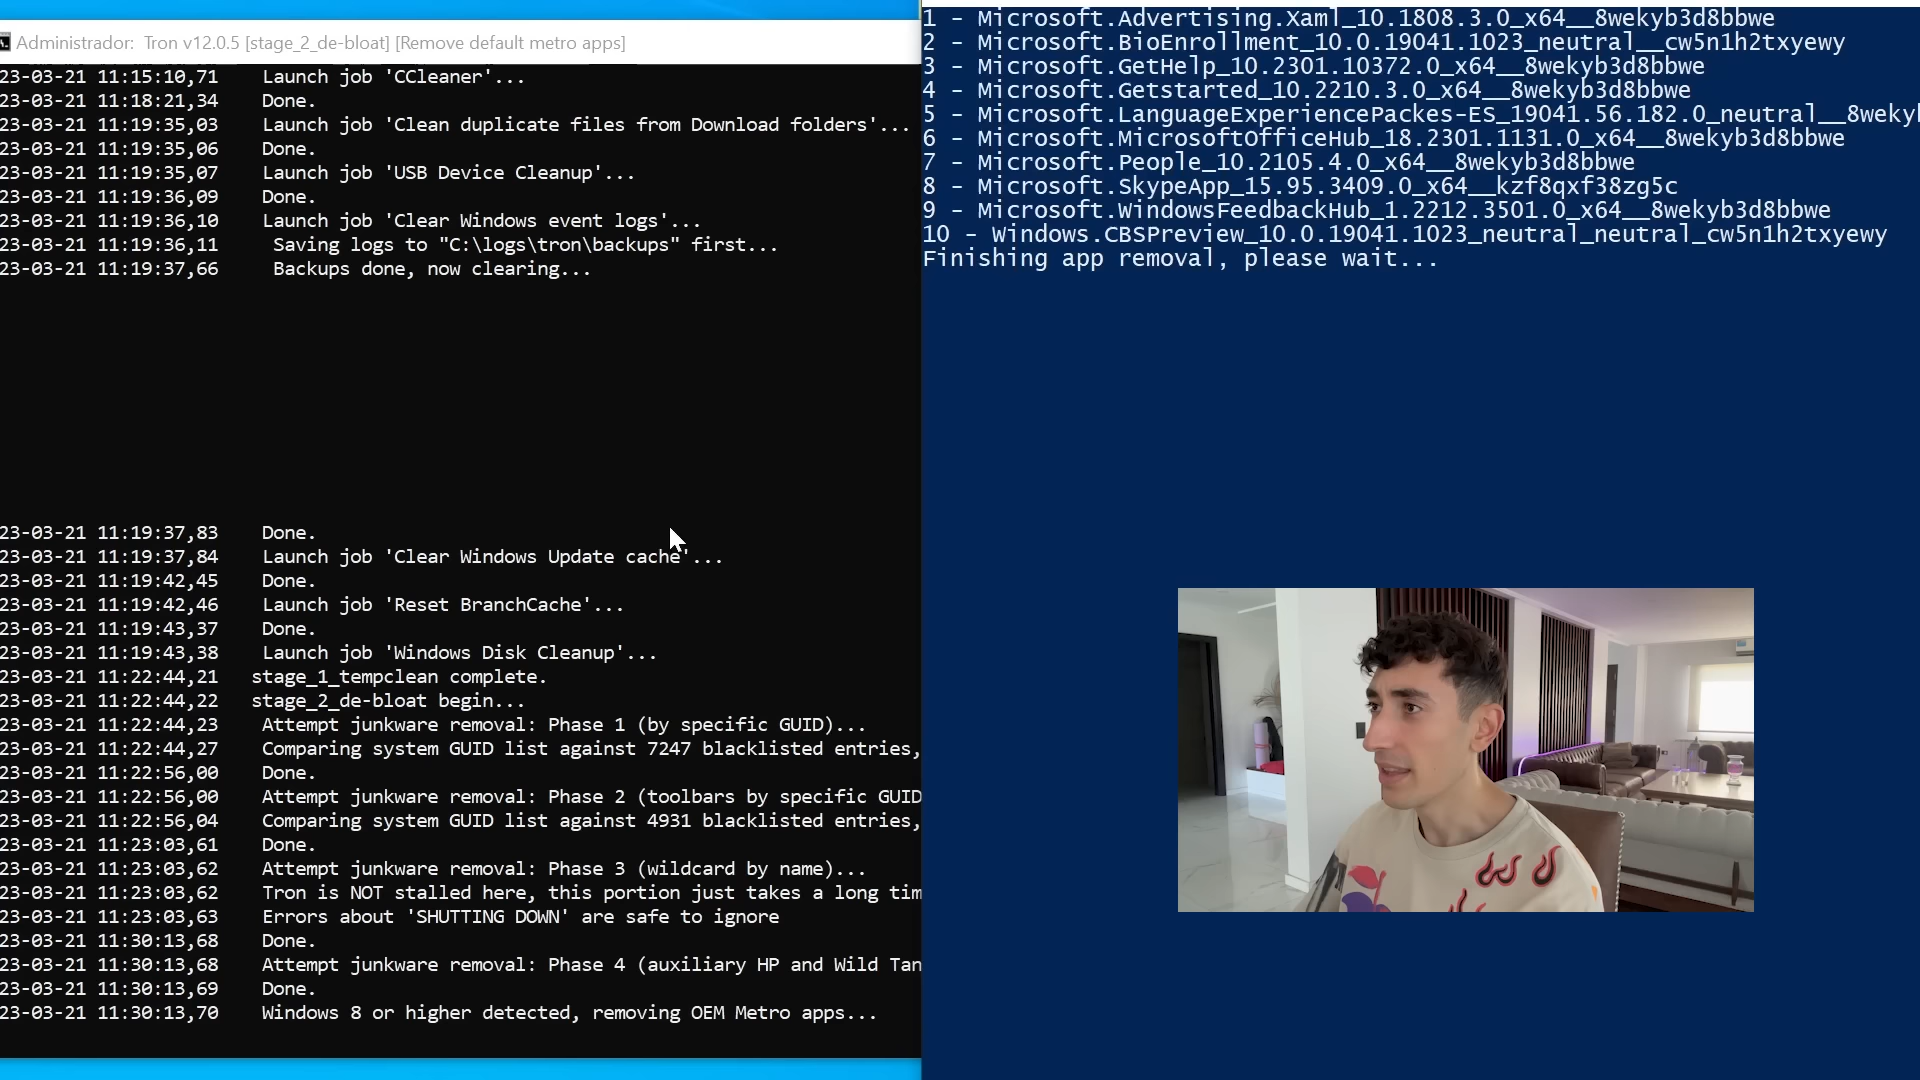 Administrador:  Tron v12.0.5 [stage_2_de-bloat] [Remove default metro apps]
23-03-21 11:15:10,71    Launch job 'CCleaner'...
23-03-21 11:18:21,34    Done.
23-03-21 11:19:35,03    Launch job 'Clean duplicate files from Download folders'...
23-03-21 11:19:35,06    Done.
23-03-21 11:19:35,07    Launch job 'USB Device Cleanup'...
23-03-21 11:19:36,09    Done.
23-03-21 11:19:36,10    Launch job 'Clear Windows event logs'...
23-03-21 11:19:36,11     Saving logs to "C:\logs\tron\backups" first...
23-03-21 11:19:37,66     Backups done, now clearing...
23-03-21 11:19:37,83    Done.
23-03-21 11:19:37,84    Launch job 'Clear Windows Update cache'...
23-03-21 11:19:42,45    Done.
23-03-21 11:19:42,46    Launch job 'Reset BranchCache'...
23-03-21 11:19:43,37    Done.
23-03-21 11:19:43,38    Launch job 'Windows Disk Cleanup'...
23-03-21 11:22:44,21   stage_1_tempclean complete.
23-03-21 11:22:44,22   stage_2_de-bloat begin...
23-03-21 11:22:44,23    Attempt junkware removal: Phase 1 (by specific GUID)...
23-03-21 11:22:44,27    Comparing system GUID list against 7247 blacklisted entries,
23-03-21 11:22:56,00    Done.
23-03-21 11:22:56,00    Attempt junkware removal: Phase 2 (toolbars by specific GUID
23-03-21 11:22:56,04    Comparing system GUID list against 4931 blacklisted entries,
23-03-21 11:23:03,61    Done.
23-03-21 11:23:03,62    Attempt junkware removal: Phase 3 (wildcard by name)...
23-03-21 11:23:03,62    Tron is NOT stalled here, this portion just takes a long tim
23-03-21 11:23:03,63    Errors about 'SHUTTING DOWN' are safe to ignore
23-03-21 11:30:13,68    Done.
23-03-21 11:30:13,68    Attempt junkware removal: Phase 4 (auxiliary HP and Wild Tan
23-03-21 11:30:13,69    Done.
23-03-21 11:30:13,70    Windows 8 or higher detected, removing OEM Metro apps...
1 - Microsoft.Advertising.Xaml_10.1808.3.0_x64__8wekyb3d8bbwe
2 - Microsoft.BioEnrollment_10.0.19041.1023_neutral__cw5n1h2txyewy
3 - Microsoft.GetHelp_10.2301.10372.0_x64__8wekyb3d8bbwe
4 - Microsoft.Getstarted_10.2210.3.0_x64__8wekyb3d8bbwe
5 - Microsoft.LanguageExperiencePackes-ES_19041.56.182.0_neutral__8weky
6 - Microsoft.MicrosoftOfficeHub_18.2301.1131.0_x64__8wekyb3d8bbwe
7 - Microsoft.People_10.2105.4.0_x64__8wekyb3d8bbwe
8 - Microsoft.SkypeApp_15.95.3409.0_x64__kzf8qxf38zg5c
9 - Microsoft.WindowsFeedbackHub_1.2212.3501.0_x64__8wekyb3d8bbwe
10 - Windows.CBSPreview_10.0.19041.1023_neutral_neutral_cw5n1h2txyewy
Finishing app removal, please wait...